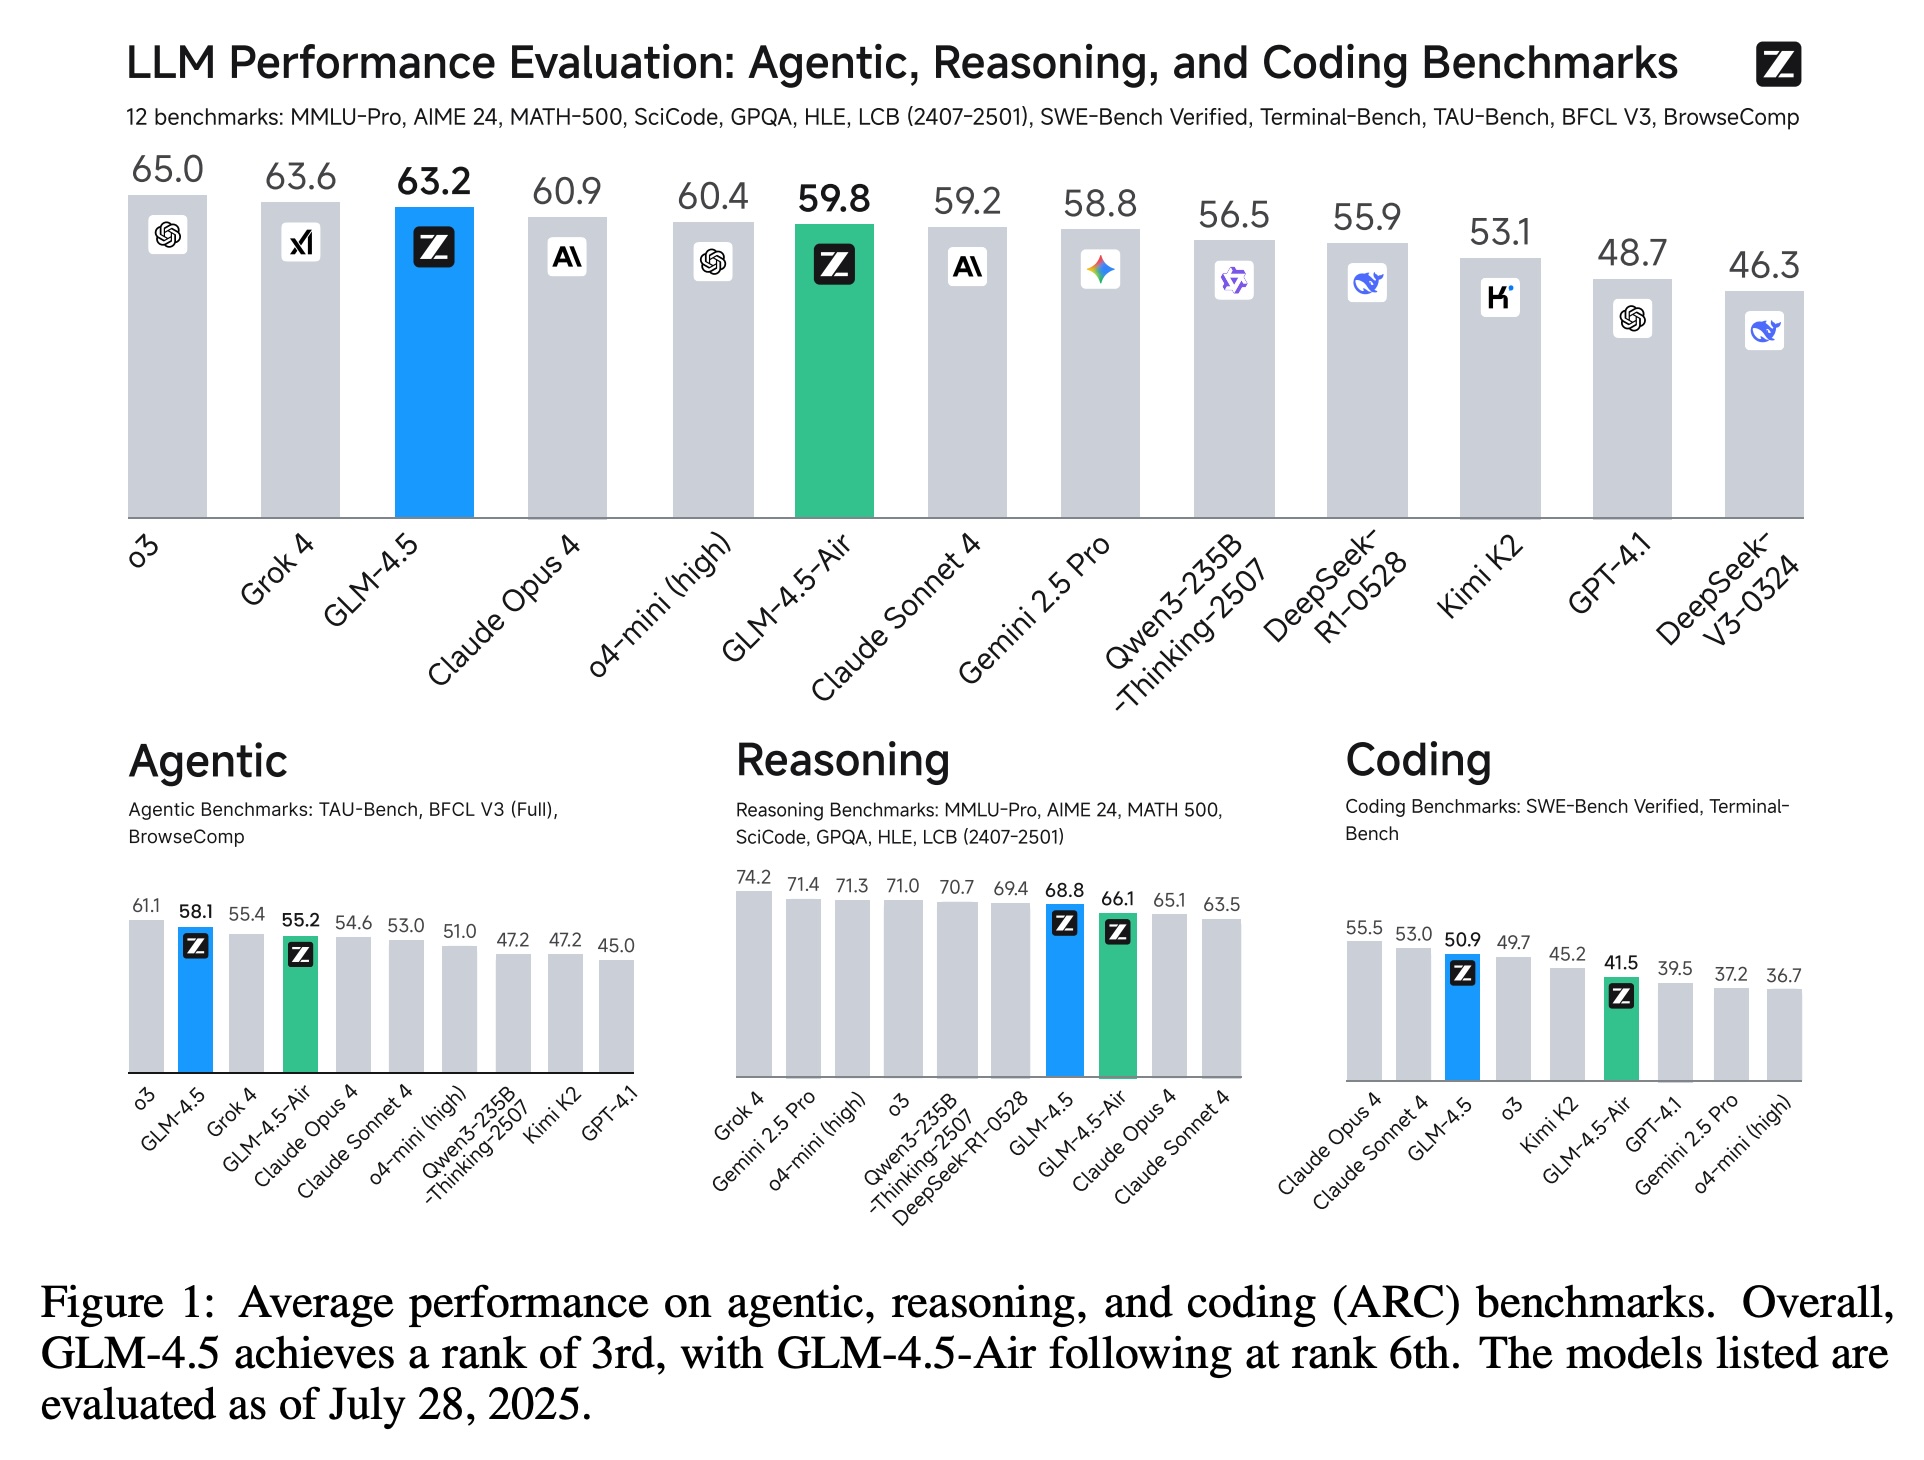 LLM Performance Evaluation: Agentic, Reasoning, and Coding Benchmarks
Z
12 benchmarks: MMLU-Pro, AIME 24, MATH-500, SciCode, GPQA, HLE, LCB (2407-2501), SWE-Bench Verified, Terminal-Bench, TAU-Bench, BFCL V3, BrowseComp
65.0 63.6 63.2 60.9 60.4 59.8 59.2 58.8 56.5 55.9 53.1 48.7 46.3
o3
Grok 4
GLM-4.5
Claude Opus 4
o4-mini (high)
GLM-4.5-Air
Claude Sonnet 4
Gemini 2.5 Pro
Qwen3-235B
-Thinking-2507
DeepSeek-
R1-0528
Kimi K2
GPT-4.1
DeepSeek-
V3-0324
Agentic
Agentic Benchmarks: TAU-Bench, BFCL V3 (Full),
BrowseComp
61.1 58.1 55.4 55.2 54.6 53.0 51.0 47.2 47.2 45.0
o3
GLM-4.5
Grok 4
GLM-4.5-Air
Claude Opus 4
Claude Sonnet 4
o4-mini (high)
Qwen3-235B
-Thinking-2507
Kimi K2
GPT-4.1
Reasoning
Reasoning Benchmarks: MMLU-Pro, AIME 24, MATH 500,
SciCode, GPQA, HLE, LCB (2407-2501)
74.2 71.4 71.3 71.0 70.7 69.4 68.8 66.1 65.1 63.5
Grok 4
Gemini 2.5 Pro
o4-mini (high)
o3
Qwen3-235B
-Thinking-2507
DeepSeek-R1-0528
GLM-4.5
GLM-4.5-Air
Claude Opus 4
Claude Sonnet 4
Coding
Coding Benchmarks: SWE-Bench Verified, Terminal-
Bench
55.5 53.0 50.9 49.7 45.2 41.5 39.5 37.2 36.7
Claude Opus 4
Claude Sonnet 4
GLM-4.5
o3
Kimi K2
GLM-4.5-Air
GPT-4.1
Gemini 2.5 Pro
o4-mini (high)
Figure 1: Average performance on agentic, reasoning, and coding (ARC) benchmarks. Overall,
GLM-4.5 achieves a rank of 3rd, with GLM-4.5-Air following at rank 6th. The models listed are
evaluated as of July 28, 2025.